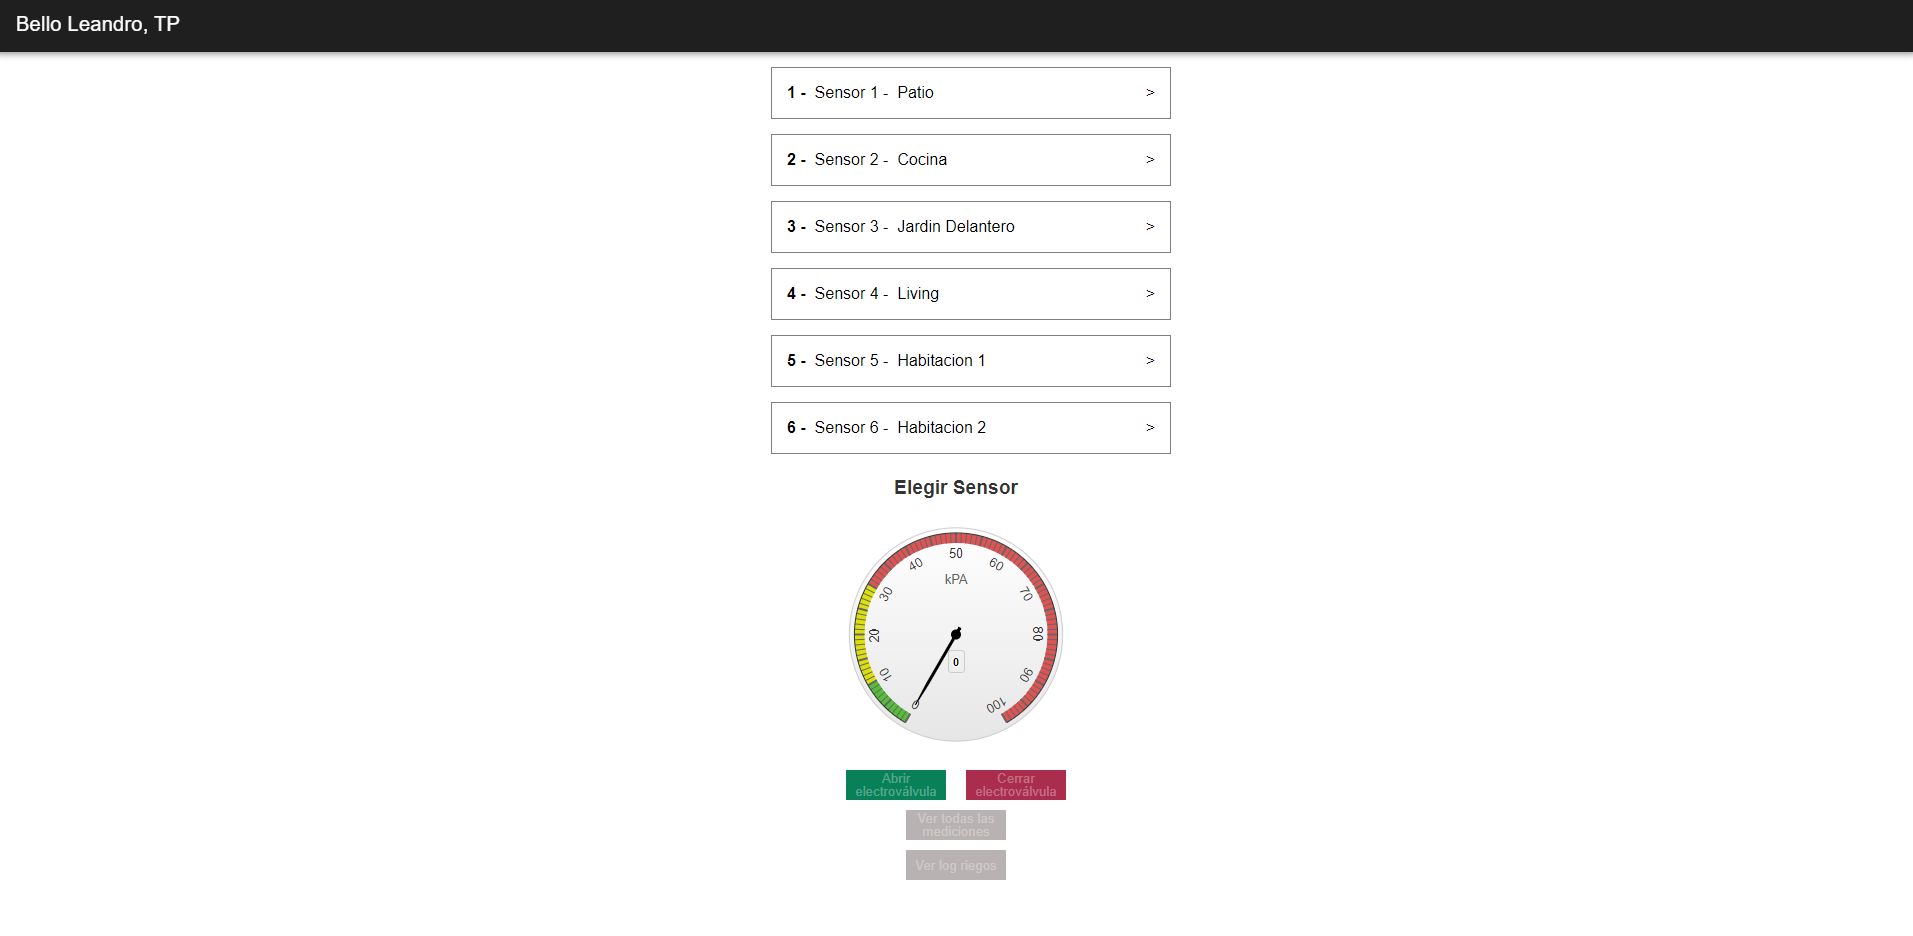 Bello Leandro, TP
1 - Sensor 1 - Patio >
2 - Sensor 2 - Cocina >
3 - Sensor 3 - Jardin Delantero >
4 - Sensor 4 - Living >
5 - Sensor 5 - Habitacion 1 >
6 - Sensor 6 - Habitacion 2 >
Elegir Sensor
0
10
20
30
40
50
60
70
80
90
100
kPA
0
Abrir
electroválvula
Cerrar
electroválvula
Ver todas las
mediciones
Ver log riegos